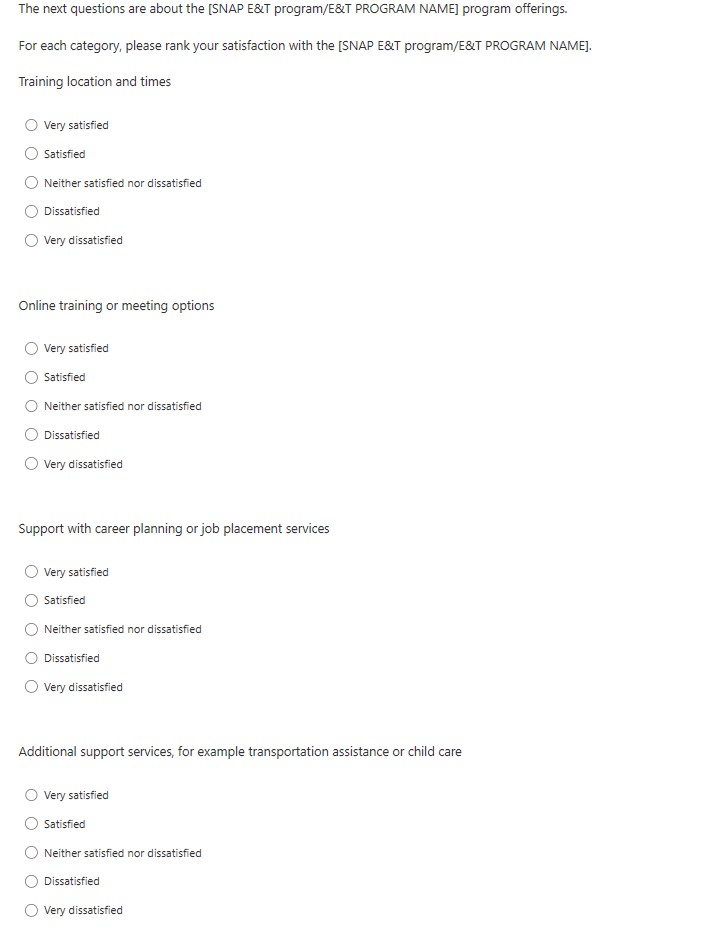 The next questions are about the [SNAP E&T program/E&T PROGRAM NAME] program offerings.
For each category, please rank your satisfaction with the [SNAP E&T program/E&T PROGRAM NAME].
Training location and times
Very satisfied
Satisfied
Neither satisfied nor dissatisfied
Dissatisfied
Very dissatisfied
Online training or meeting options
Very satisfied
Satisfied
Neither satisfied nor dissatisfied
Dissatisfied
Very dissatisfied
Support with career planning or job placement services
Very satisfied
Satisfied
Neither satisfied nor dissatisfied
Dissatisfied
Very dissatisfied
Additional support services, for example transportation assistance or child care
Very satisfied
Satisfied
Neither satisfied nor dissatisfied
Dissatisfied
Very dissatisfied